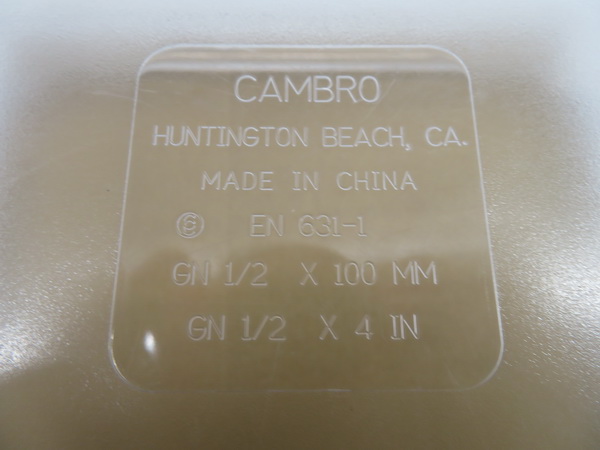 CAMBRO
HUNTINGTON BEACH, CA.
MADE IN CHINA
EN 631-1
GN 1/2 X 100 MM
GN 1/2 X 4 IN